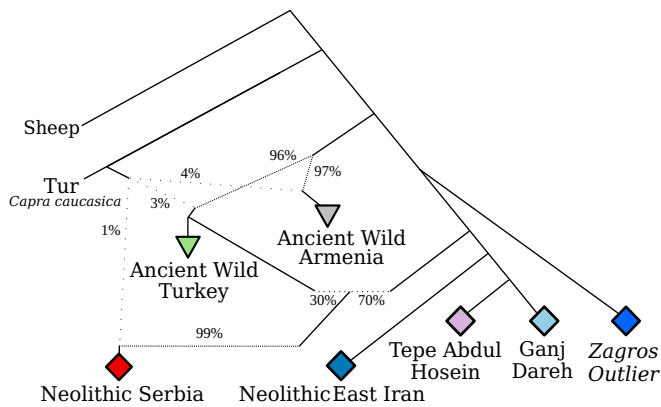 Sheep
96%
4%
97%
Tur
Capra caucasica
3%
1%
Ancient Wild
Armenia
Ancient Wild
Turkey
30%
70%
99%
Tepe Abdul
Hosein
Ganj
Dareh
Zagros
Outlier
Neolithic Serbia
Neolithic East Iran